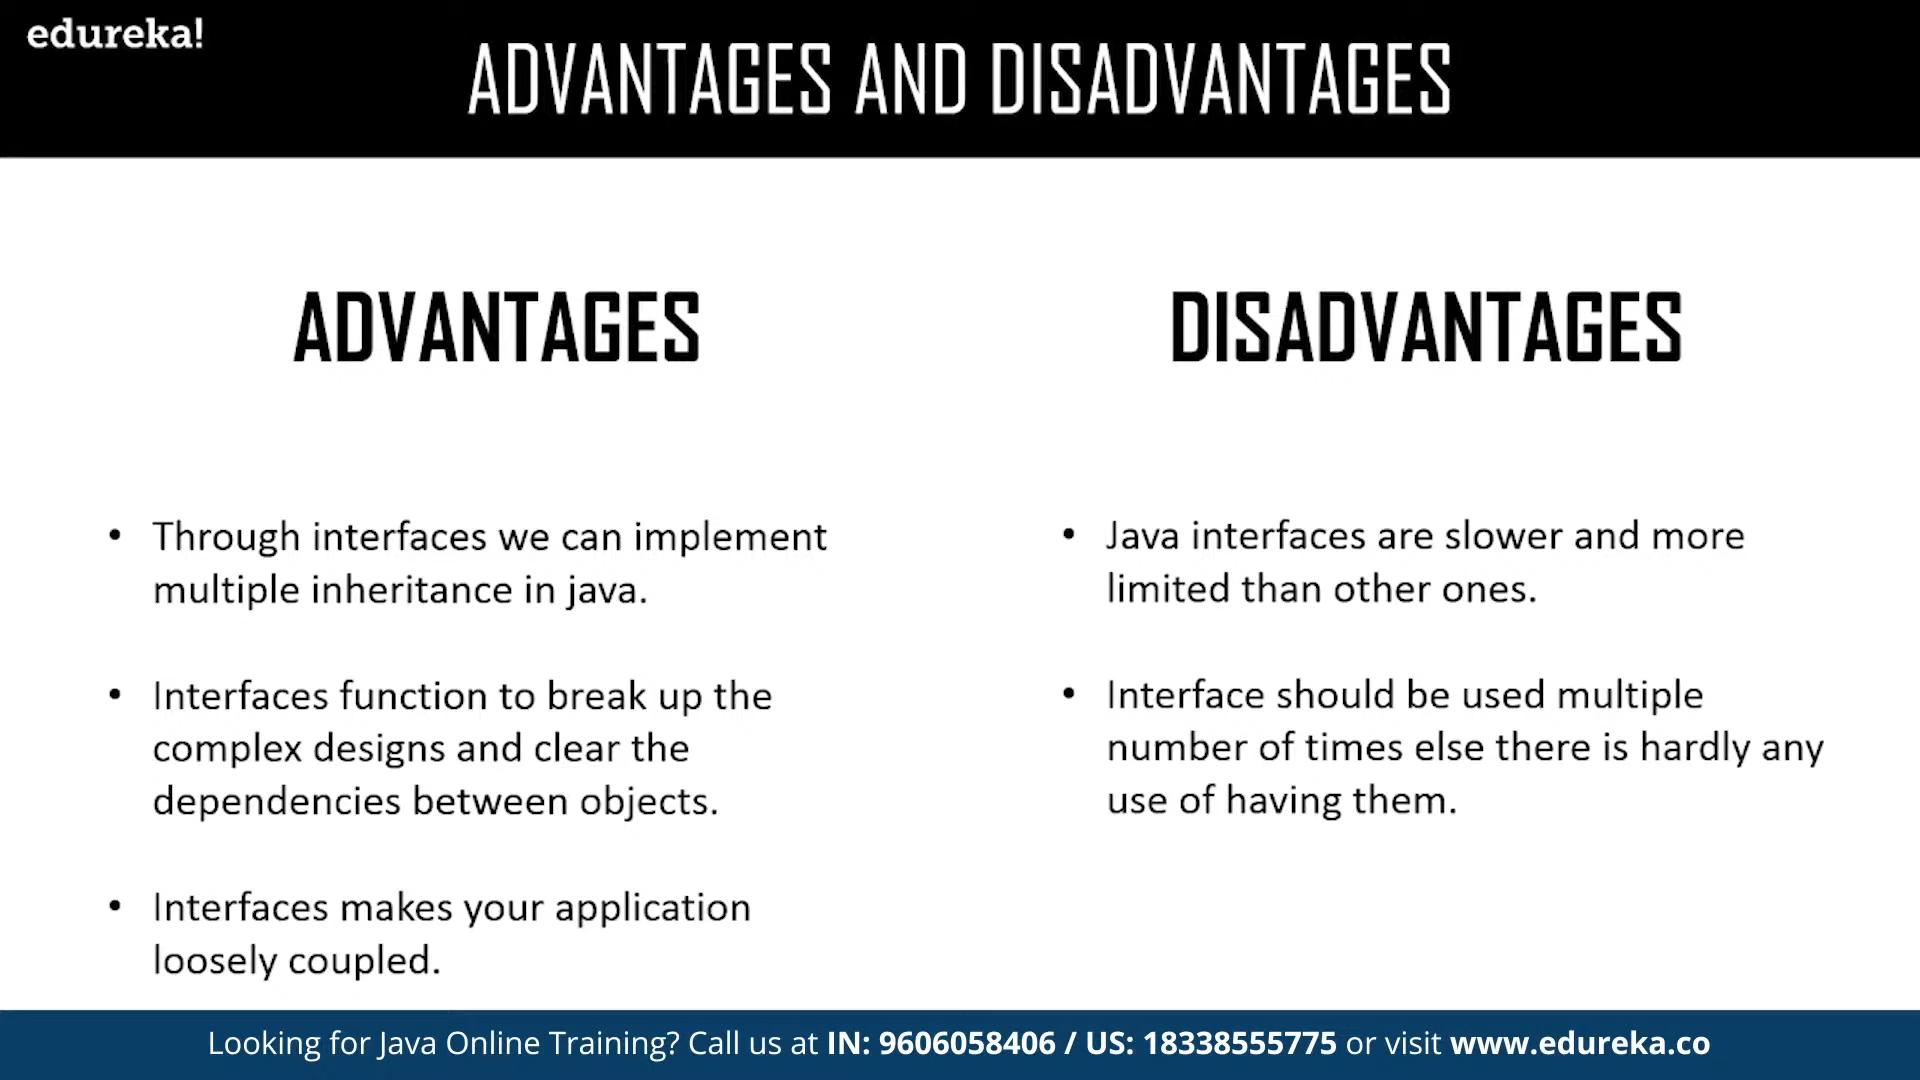 edureka!
ADVANTAGES AND DISADVANTAGES
ADVANTAGES
• Through interfaces we can implement
multiple inheritance in java.
• Interfaces function to break up the
complex designs and clear the
dependencies between objects.
• Interfaces makes your application
loosely coupled.
DISADVANTAGES
• Java interfaces are slower and more
limited than other ones.
• Interface should be used multiple
number of times else there is hardly any
use of having them.
Looking for Java Online Training? Call us at IN: 9606058406 / US: 18338555775 or visit www.edureka.co